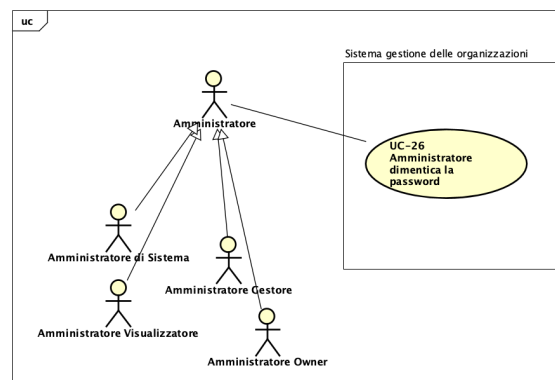 uc
Sistema gestione delle organizzazioni
Amministratore
UC-26
Amministratore
dimentica la
password
Amministratore di Sistema
Amministratore Gestore
Amministratore Visualizzatore
Amministratore Owner